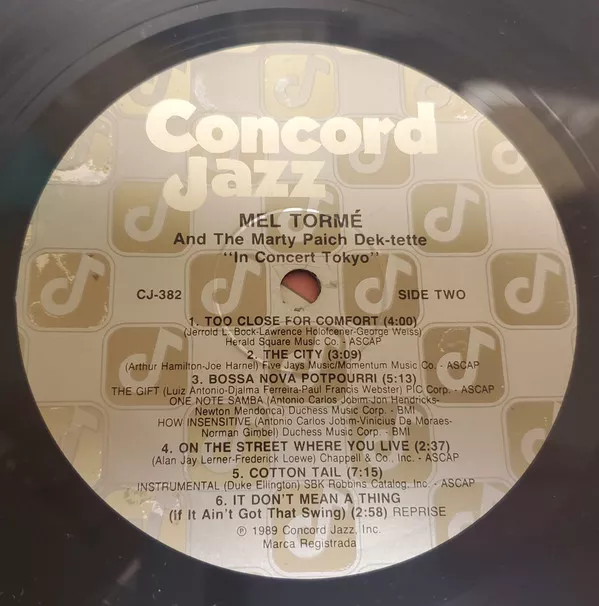 Concord
Jazz
MEL TORMÉ
And The Marty Paich Dek-tette
"In Concert Tokyo"
CJ-382 SIDE TWO
1. TOO CLOSE FOR COMFORT (4:00)
(Jerrold L. Bock-Lawrence Holofcener-George Weiss)
Herald Square Music Co. - ASCAP
2. THE CITY (3:09)
(Arthur Hamilton-Joe Harnel) Five Jays Music/Momentum Music Co. - ASCAP
3. BOSSA NOVA POTPOURRI (5:13)
THE GIFT (Luiz Antonio-Djalma Ferreira-Paul Francis Webster) PIC Corp. - ASCAP
ONE NOTE SAMBA (Antonio Carlos Jobim-Jon Hendricks-
Newton Mendonca) Duchess Music Corp. - BMI
HOW INSENSITIVE (Antonio Carlos Jobim-Vinicius De Moraes-
Norman Gimbel) Duchess Music Corp. - BMI
4. ON THE STREET WHERE YOU LIVE (2:37)
(Alan Jay Lerner-Frederick Loewe) Chappell & Co., Inc. - ASCAP
5. COTTON TAIL (7:15)
INSTRUMENTAL (Duke Ellington) SBK Robbins Catalog, Inc. - ASCAP
6. IT DON'T MEAN A THING
(if It Ain't Got That Swing) (2:58) REPRISE
℗ 1989 Concord Jazz, Inc.
Marca Registrada